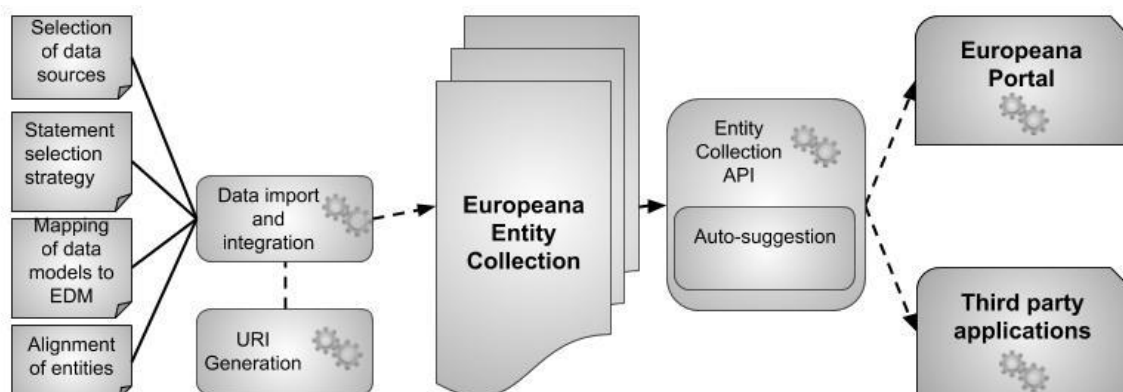 Selection
of data
sources
Statement
selection
strategy
Mapping
of data
models to
EDM
Alignment
of entities
Data import
and
integration
URI
Generation
Europeana
Entity
Collection
Entity
Collection
API
Auto-suggestion
Europeana
Portal
Third party
applications